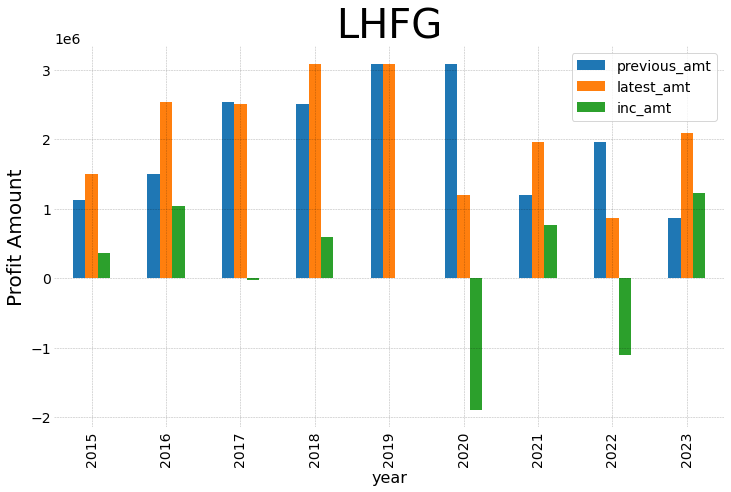 LHFG
1e6
3
2
1
0
−1
−2
Profit Amount
previous_amt
latest_amt
inc_amt
2015
2016
2017
2018
2019
2020
2021
2022
2023
year